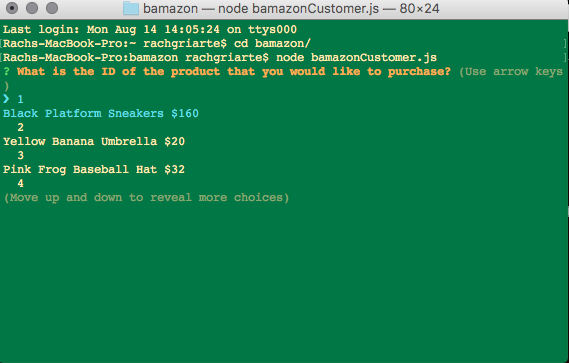 bamazon — node bamazonCustomer.js — 80×24
Last login: Mon Aug 14 14:05:24 on ttys000
[Rachs-MacBook-Pro:~ rachgriarte$ cd bamazon/ ]
[Rachs-MacBook-Pro:bamazon rachgriarte$ node bamazonCustomer.js ]
? What is the ID of the product that you would like to purchase? (Use arrow keys
)
❯ 1
Black Platform Sneakers $160
2
Yellow Banana Umbrella $20
3
Pink Frog Baseball Hat $32
4
(Move up and down to reveal more choices)